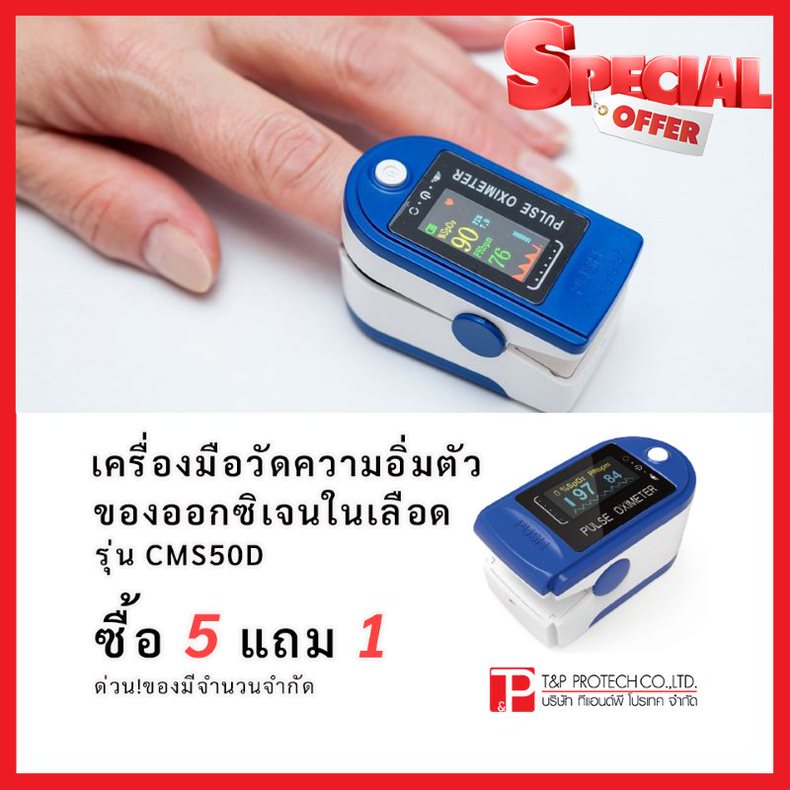 SPECIAL
OFFER
PULSE OXIMETER
%SpO2
PI%
7.9
90
PRbpm
76
เครื่องมือวัดความอิ่มตัว
ของออกซิเจนในเลือด
รุ่น CMS50D
ซื้อ 5 แถม 1
ด่วน!ของมีจำนวนจำกัด
%SpO2 PRbpm
97 84
PULSE OXIMETER
T&P PROTECH CO.,LTD.
บริษัท ทีแอนด์พี โปรเทค จำกัด